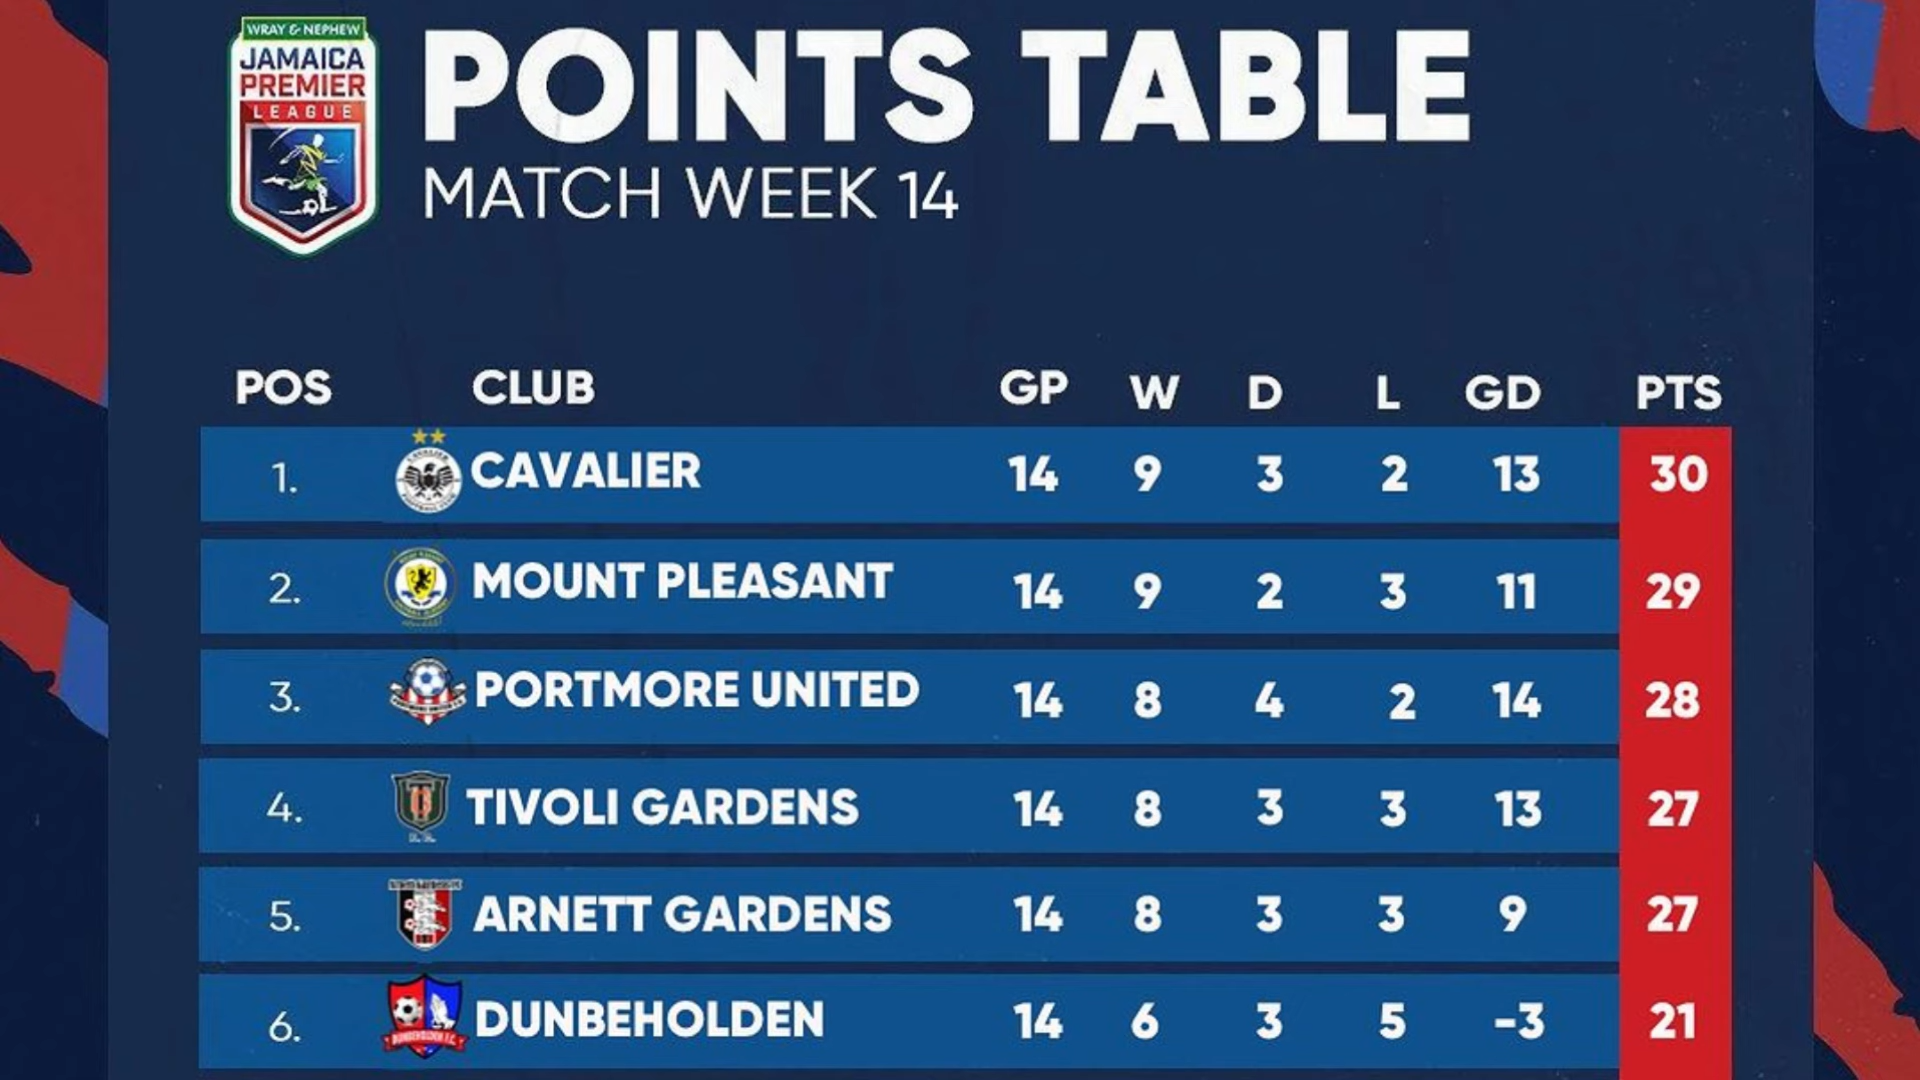 WRAY & NEPHEW
JAMAICA
PREMIER
LEAGUE
POINTS TABLE
MATCH WEEK 14
POS CLUB GP W D L GD PTS
1. CAVALIER 14 9 3 2 13 30
2. MOUNT PLEASANT 14 9 2 3 11 29
3. PORTMORE UNITED 14 8 4 2 14 28
4. TIVOLI GARDENS 14 8 3 3 13 27
5. ARNETT GARDENS 14 8 3 3 9 27
6. DUNBEHOLDEN 14 6 3 5 -3 21